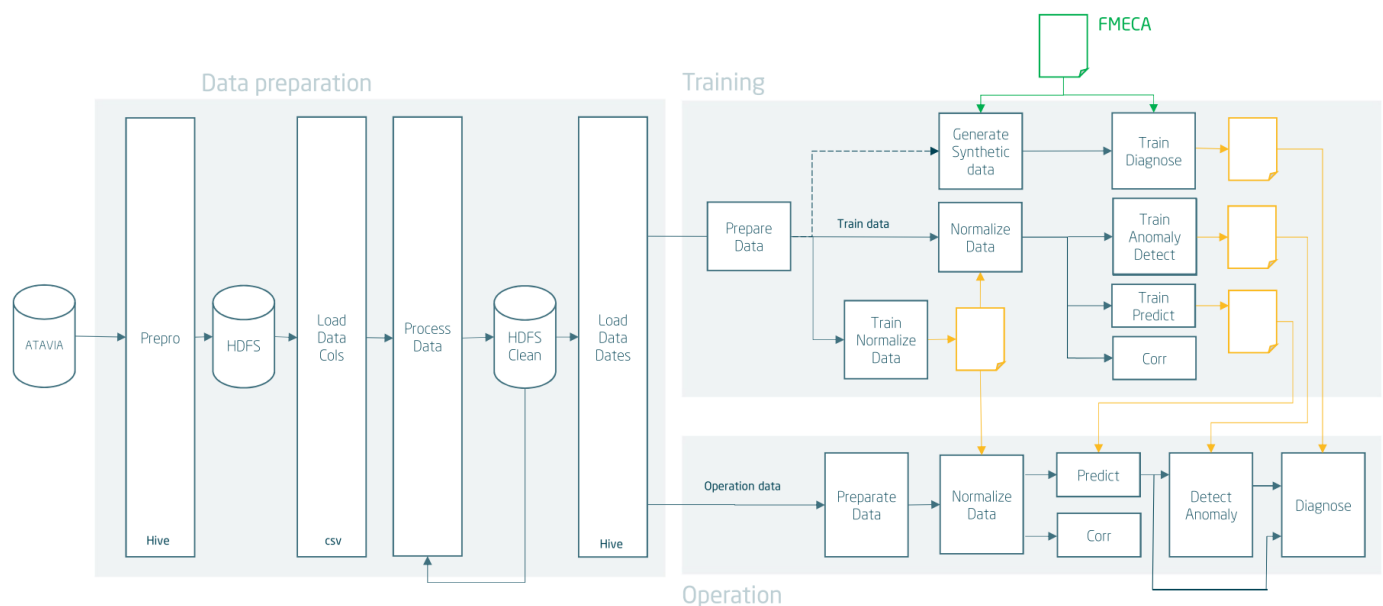 FMECA
Data preparation
Training
Generate
Synthetic
data
Train
Diagnose
Prepare
Data
Train data
Normalize
Data
Train
Anomaly
Detect
Train
Predict
Train
Normalize
Data
Corr
ATAVIA
Prepro
HDFS
Load
Data
Cols
Process
Data
HDFS
Clean
Load
Data
Dates
Hive
csv
Hive
Operation data
Preparate
Data
Normalize
Data
Predict
Corr
Detect
Anomaly
Diagnose
Operation